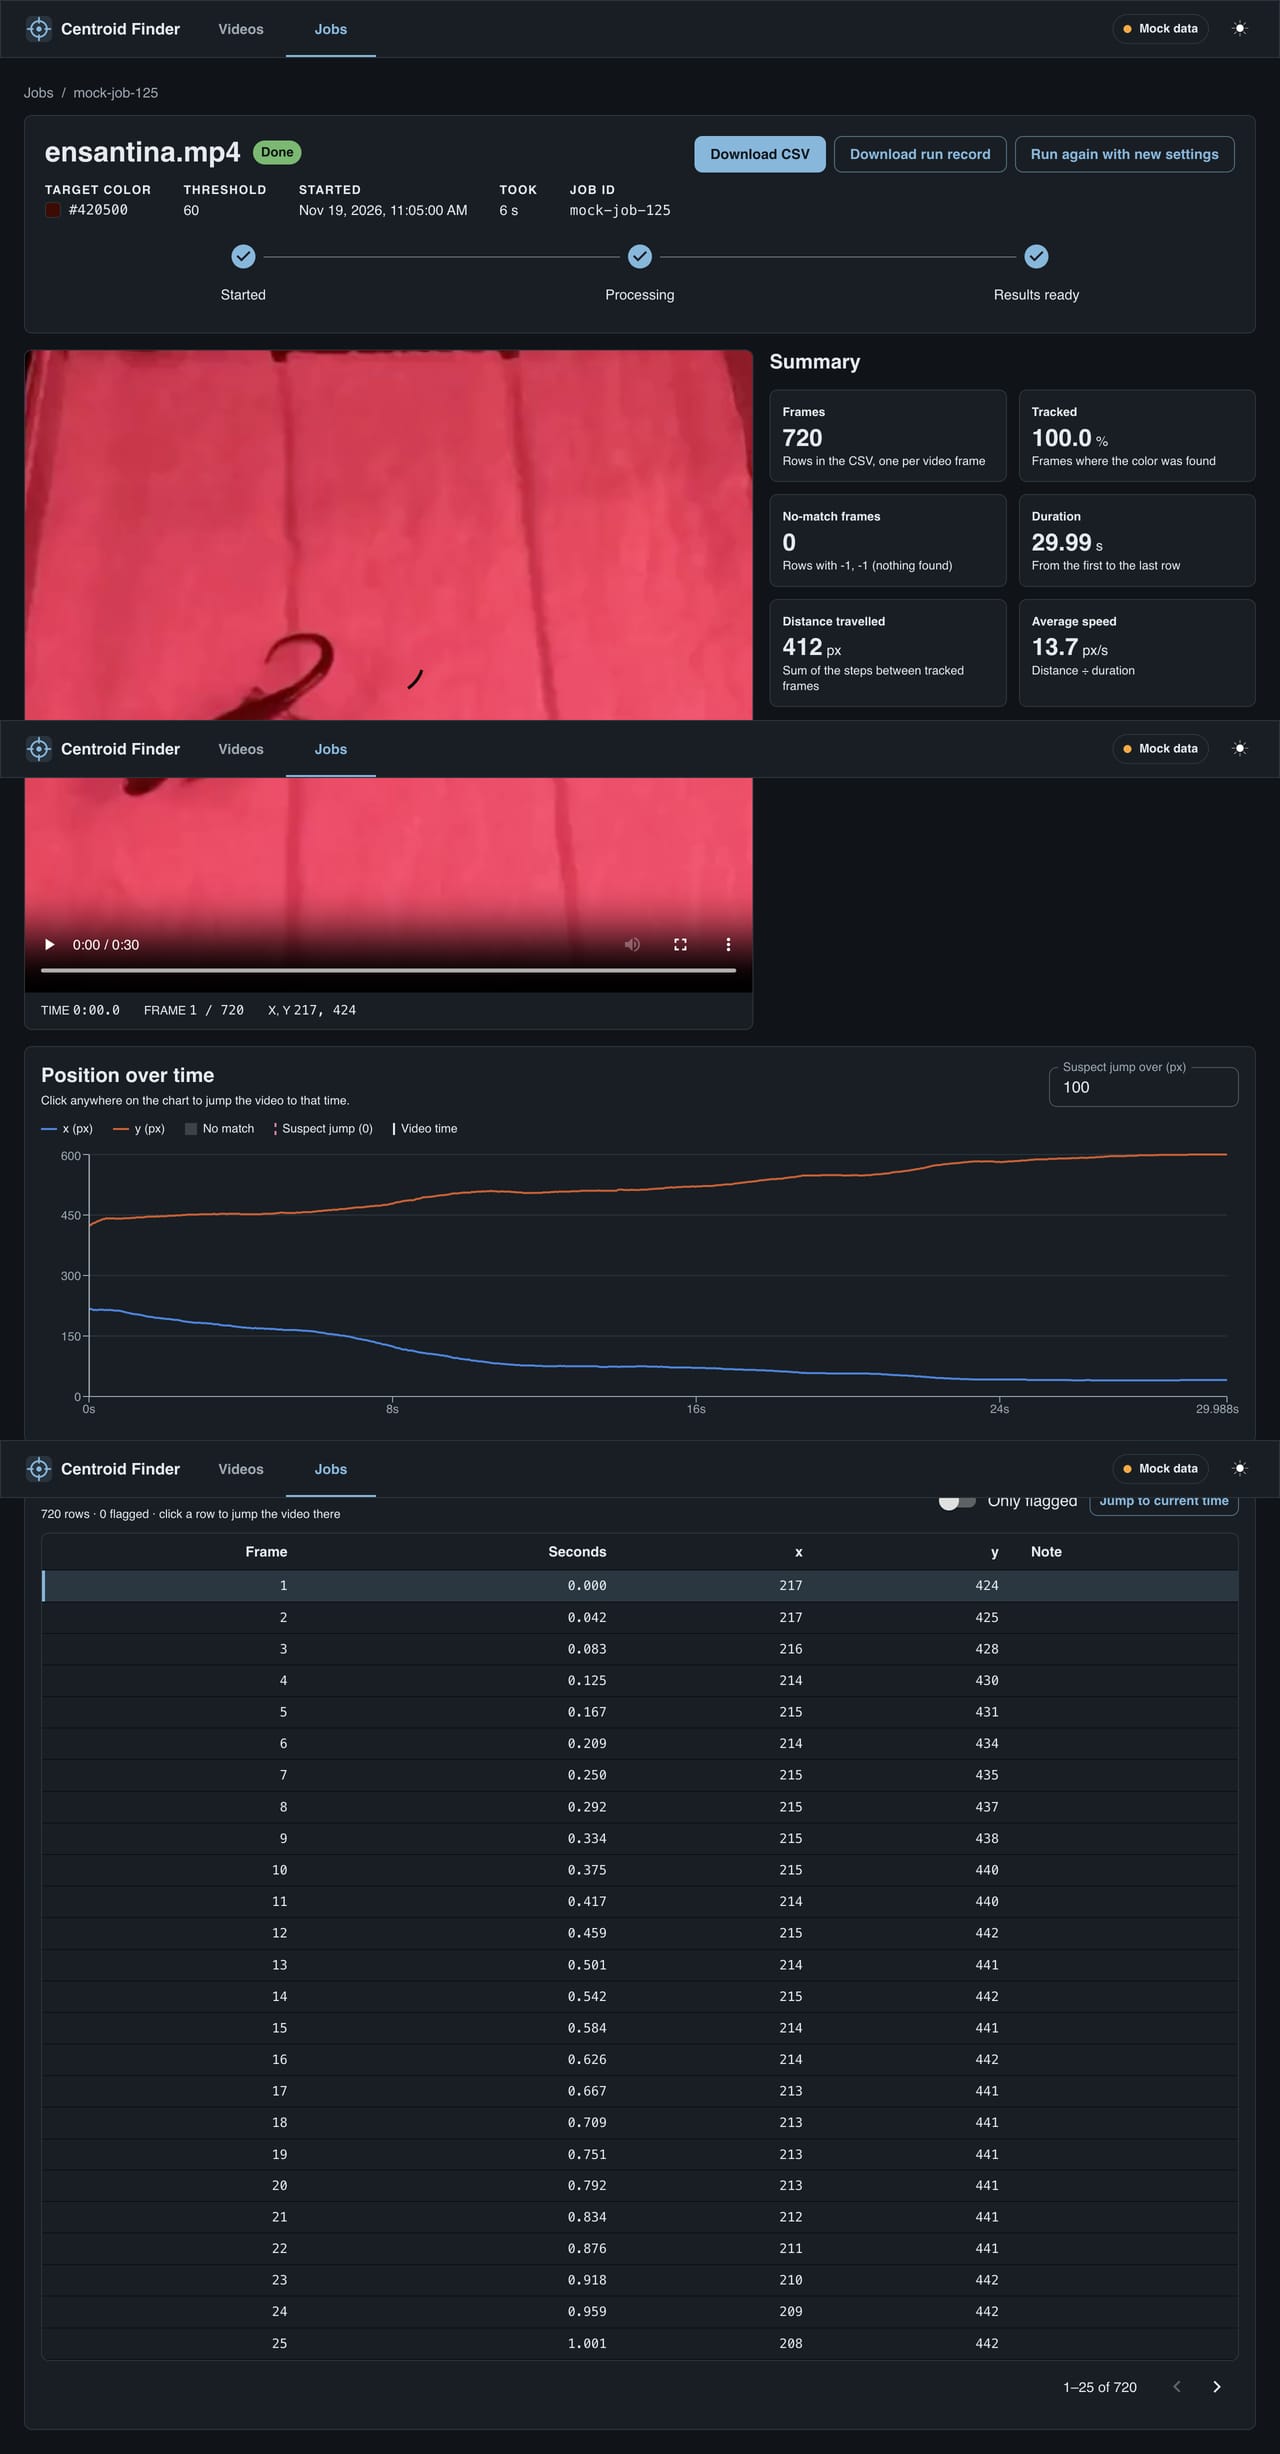 Centroid Finder Videos Jobs Mock data
Jobs / mock-job-125
ensantina.mp4 Done Download CSV Download run record Run again with new settings
TARGET COLOR THRESHOLD STARTED TOOK JOB ID
#420500 60 Nov 19, 2026, 11:05:00 AM 6 s mock-job-125
Started Processing Results ready
Summary
Frames Tracked
720 100.0 %
Rows in the CSV, one per video frame Frames where the color was found
No-match frames Duration
0 29.99 s
Rows with -1, -1 (nothing found) From the first to the last row
Distance travelled Average speed
412 px 13.7 px/s
Sum of the steps between tracked frames Distance ÷ duration
Centroid Finder Videos Jobs Mock data
0:00 / 0:30
TIME 0:00.0 FRAME 1 / 720 X, Y 217, 424
Position over time Suspect jump over (px)
Click anywhere on the chart to jump the video to that time. 100
x (px) y (px) No match Suspect jump (0) Video time
600
450
300
150
0
0s 8s 16s 24s 29.988s
Centroid Finder Videos Jobs Mock data
720 rows · 0 flagged · click a row to jump the video there Only flagged Jump to current time
Frame Seconds x y Note
1 0.000 217 424
2 0.042 217 425
3 0.083 216 428
4 0.125 214 430
5 0.167 215 431
6 0.209 214 434
7 0.250 215 435
8 0.292 215 437
9 0.334 215 438
10 0.375 215 440
11 0.417 214 440
12 0.459 215 442
13 0.501 214 441
14 0.542 215 442
15 0.584 214 441
16 0.626 214 442
17 0.667 213 441
18 0.709 213 441
19 0.751 213 441
20 0.792 213 441
21 0.834 212 441
22 0.876 211 441
23 0.918 210 442
24 0.959 209 442
25 1.001 208 442
1–25 of 720